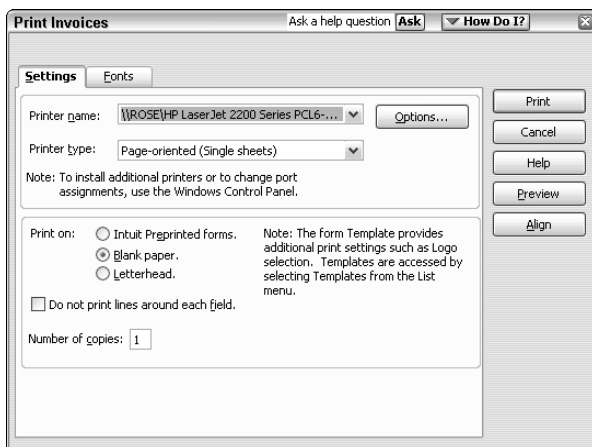 Print Invoices
Ask a help question Ask How Do I?
Settings Fonts
Printer name: \\ROSE\HP LaserJet 2200 Series PCL6-... Options...
Printer type: Page-oriented (Single sheets)
Note: To install additional printers or to change port
assignments, use the Windows Control Panel.
Print on: Intuit Preprinted forms.
Blank paper.
Letterhead.
Note: The form Template provides
additional print settings such as Logo
selection. Templates are accessed by
selecting Templates from the List
menu.
Do not print lines around each field.
Number of copies: 1
Print
Cancel
Help
Preview
Align